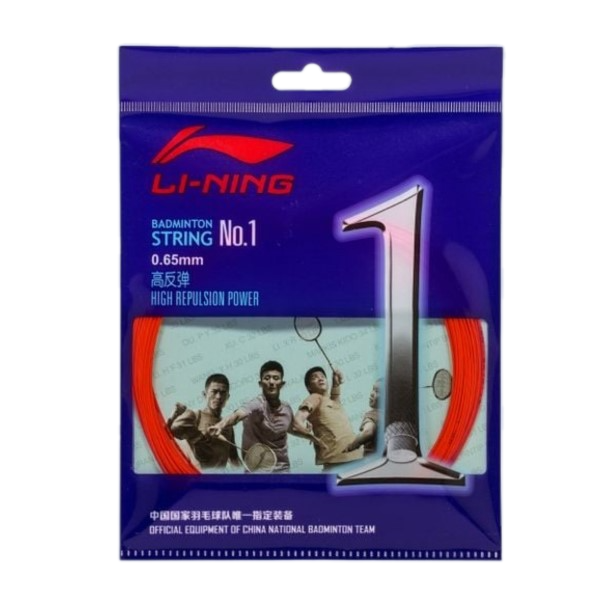 LI-NING
BADMINTON
STRING No.1
0.65mm
高反弹
HIGH REPULSION POWER
1
中国国家羽毛球队唯一指定装备
OFFICIAL EQUIPMENT OF CHINA NATIONAL BADMINTON TEAM